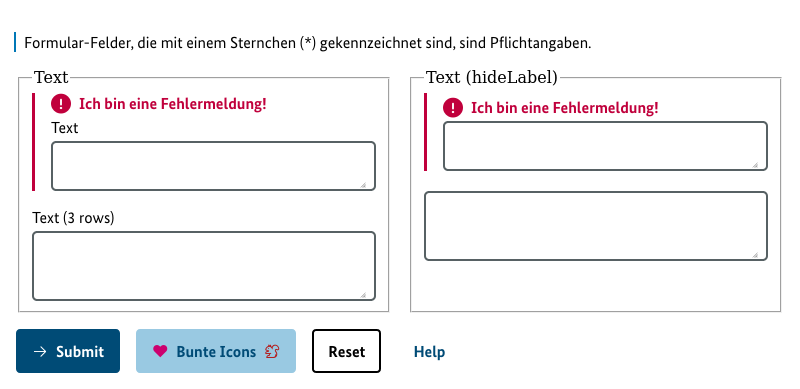 Formular-Felder, die mit einem Sternchen (*) gekennzeichnet sind, sind Pflichtangaben.
Text
Ich bin eine Fehlermeldung!
Text
Text (3 rows)
Text (hideLabel)
Ich bin eine Fehlermeldung!
Submit
Bunte Icons
Reset
Help